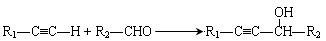 OH
R₁—C≡C—H + R₂—CHO ⟶ R₁—C≡C—CH—R₂